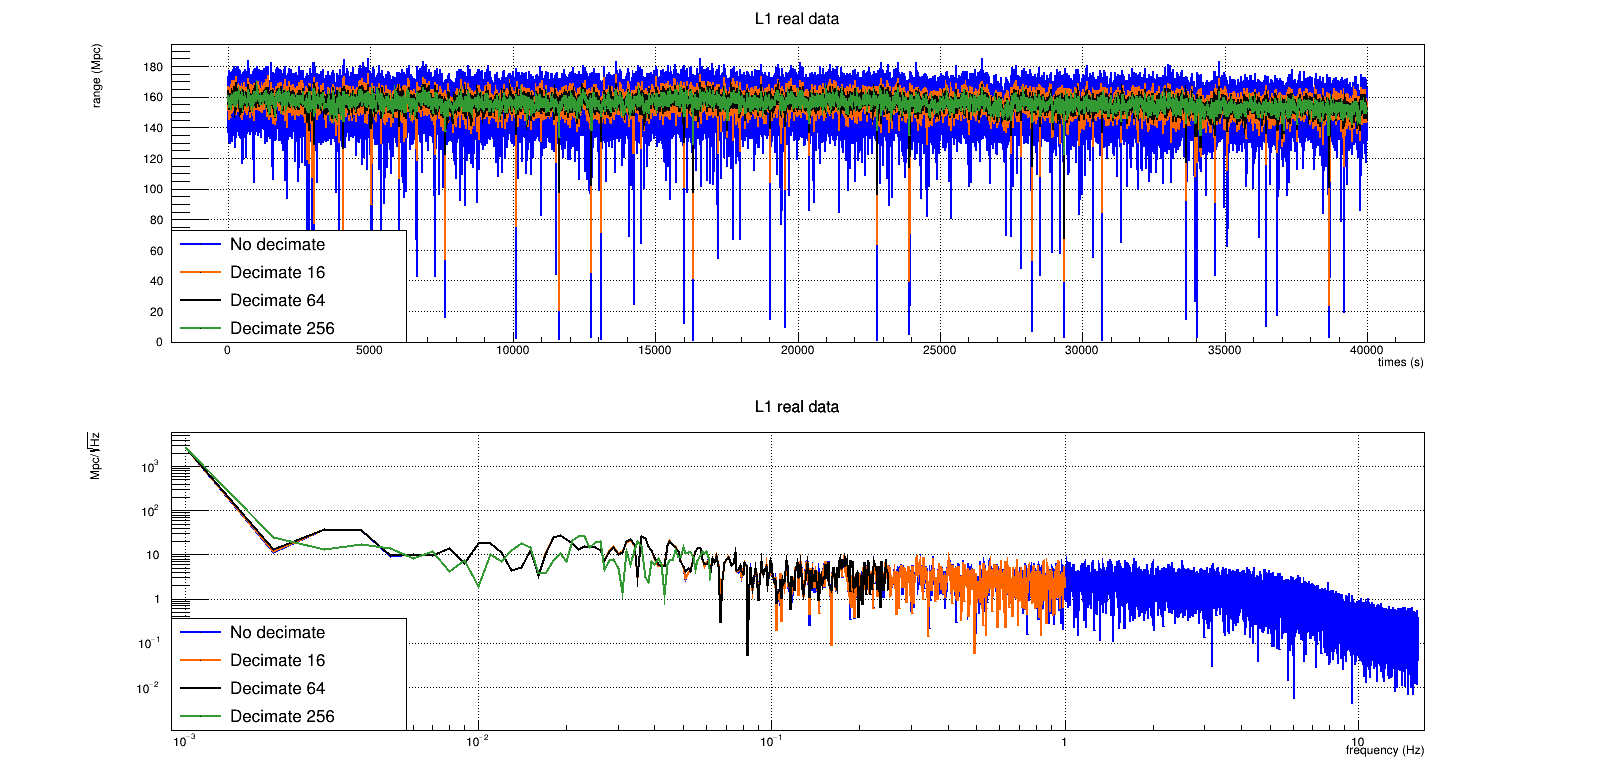 L1 real data
range (Mpc)
180
160
140
120
100
80
60
40
20
0
No decimate
Decimate 16
Decimate 64
Decimate 256
0 5000 10000 15000 20000 25000 30000 35000 40000
times (s)
L1 real data
Mpc/√Hz
10³
10²
10
1
10⁻¹
10⁻²
No decimate
Decimate 16
Decimate 64
Decimate 256
10⁻³ 10⁻² 10⁻¹ 1 10
frequency (Hz)